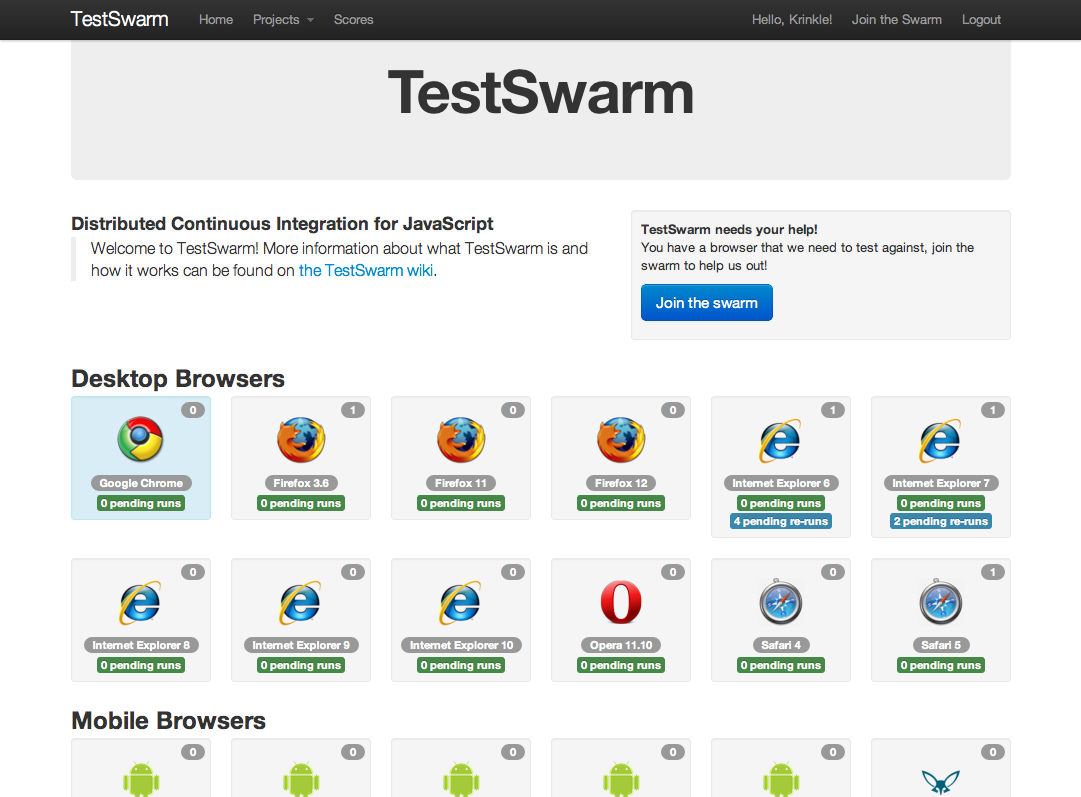 TestSwarm Home Projects Scores Hello, Krinkle! Join the Swarm Logout
TestSwarm
Distributed Continuous Integration for JavaScript
Welcome to TestSwarm! More information about what TestSwarm is and
how it works can be found on the TestSwarm wiki.
TestSwarm needs your help!
You have a browser that we need to test against, join the
swarm to help us out!
Join the swarm
Desktop Browsers
0
Google Chrome
0 pending runs
1
Firefox 3.6
0 pending runs
0
Firefox 11
0 pending runs
0
Firefox 12
0 pending runs
1
Internet Explorer 6
0 pending runs
4 pending re-runs
1
Internet Explorer 7
0 pending runs
2 pending re-runs
0
Internet Explorer 8
0 pending runs
0
Internet Explorer 9
0 pending runs
0
Internet Explorer 10
0 pending runs
0
Opera 11.10
0 pending runs
0
Safari 4
0 pending runs
1
Safari 5
0 pending runs
Mobile Browsers
0
0
0
0
0
0